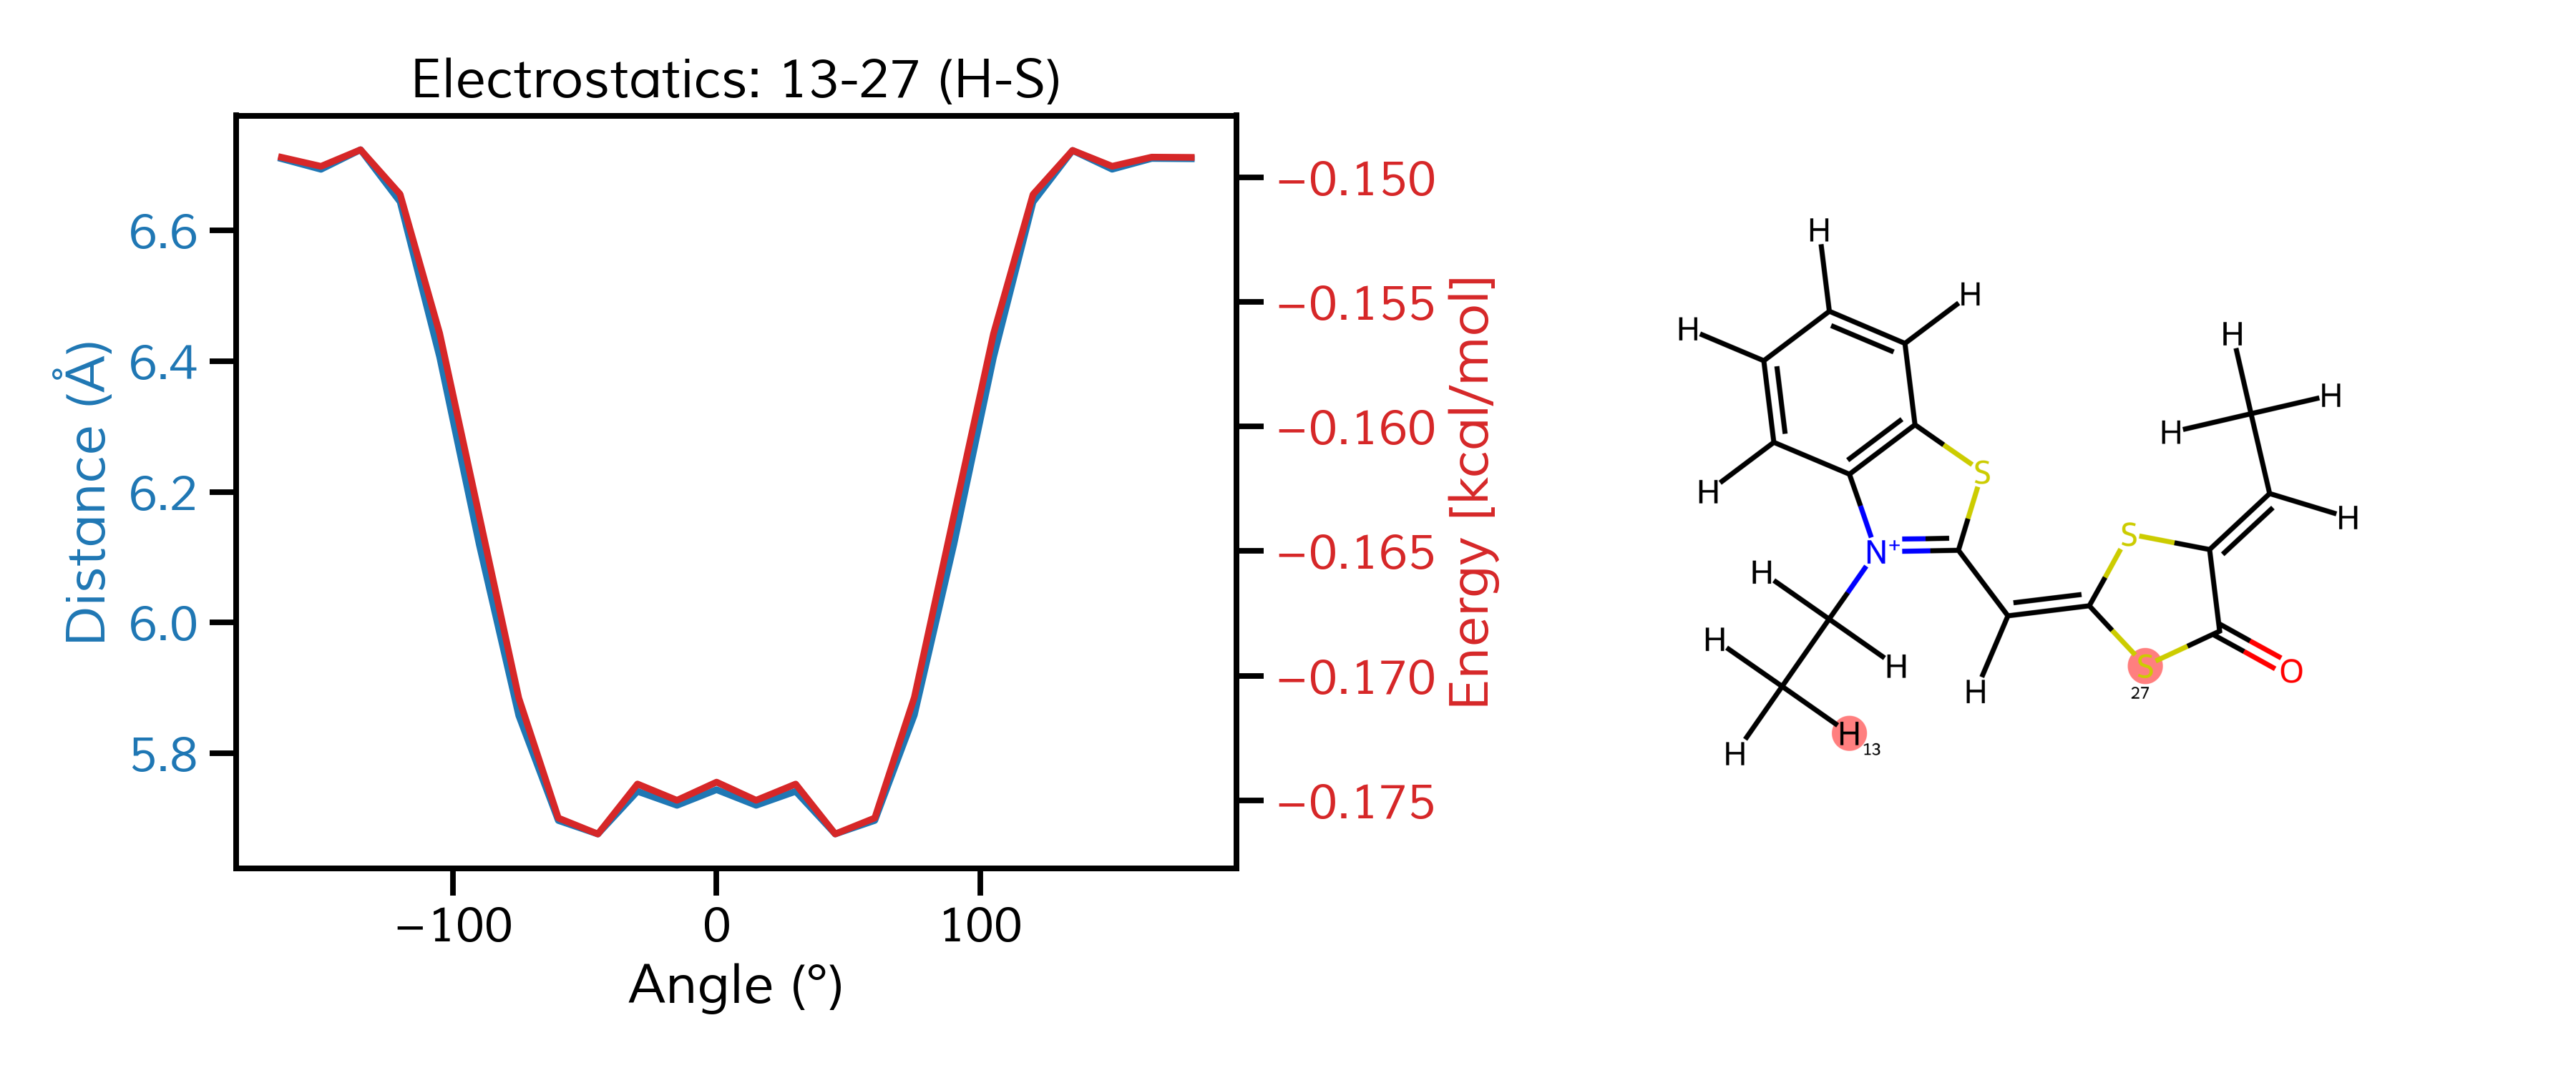 Electrostatics: 13-27 (H-S)
Distance (Å)
6.6
6.4
6.2
6.0
5.8
−100
0
100
Angle (°)
−0.150
−0.155
−0.160
−0.165
−0.170
−0.175
Energy [kcal/mol]
H
H
H
H
H
H
S
H
S
H
N+
H
H
H
S
27
O
H
H
H
13